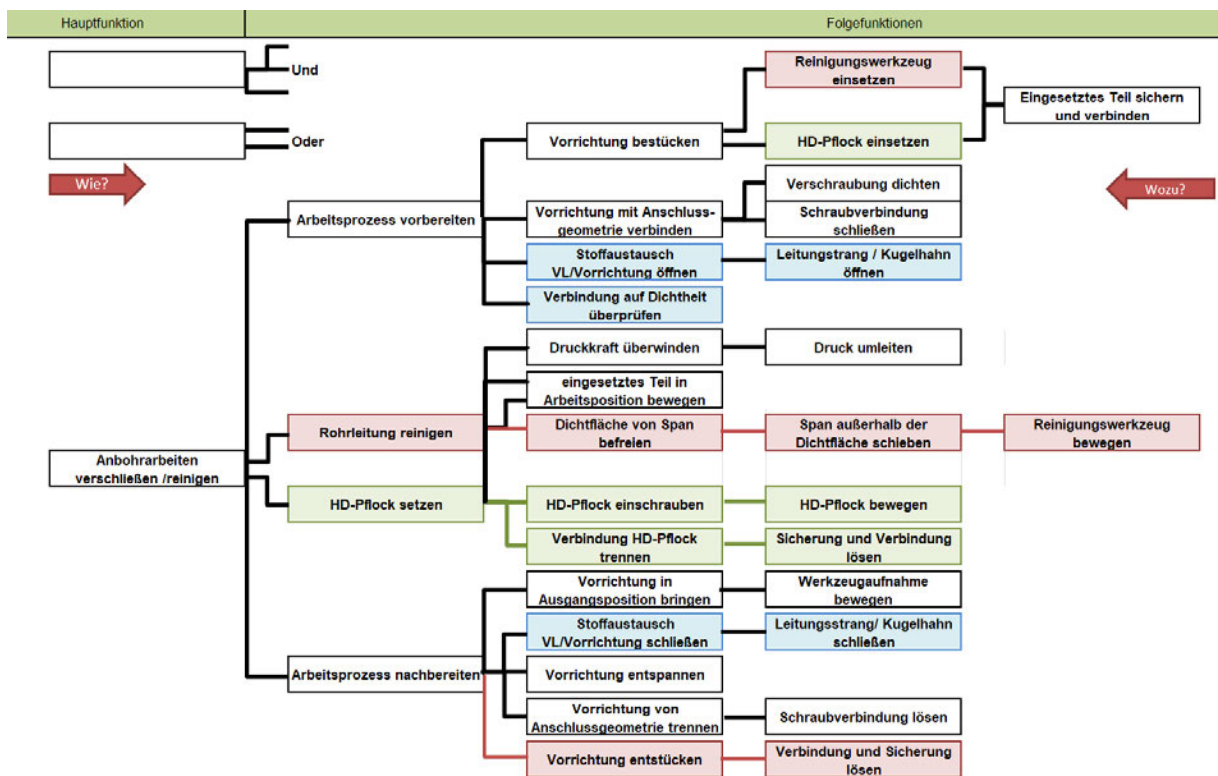 Hauptfunktion
Folgefunktionen
Und
Oder
Wie?
Wozu?
Reinigungswerkzeug
einsetzen
Eingesetztes Teil sichern
und verbinden
Vorrichtung bestücken
HD-Pflock einsetzen
Verschraubung dichten
Arbeitsprozess vorbereiten
Vorrichtung mit Anschluss-
geometrie verbinden
Schraubverbindung
schließen
Stoffaustausch
VL/Vorrichtung öffnen
Leitungstrang / Kugelhahn
öffnen
Verbindung auf Dichtheit
überprüfen
Druckkraft überwinden
Druck umleiten
eingesetztes Teil in
Arbeitsposition bewegen
Rohrleitung reinigen
Dichtfläche von Span
befreien
Span außerhalb der
Dichtfläche schieben
Reinigungswerkzeug
bewegen
Anbohrarbeiten
verschließen /reinigen
HD-Pflock setzen
HD-Pflock einschrauben
HD-Pflock bewegen
Verbindung HD-Pflock
trennen
Sicherung und Verbindung
lösen
Vorrichtung in
Ausgangsposition bringen
Werkzeugaufnahme
bewegen
Stoffaustausch
VL/Vorrichtung schließen
Leitungsstrang/ Kugelhahn
schließen
Arbeitsprozess nachbereiten
Vorrichtung entspannen
Vorrichtung von
Anschlussgeometrie trennen
Schraubverbindung lösen
Vorrichtung entstücken
Verbindung und Sicherung
lösen